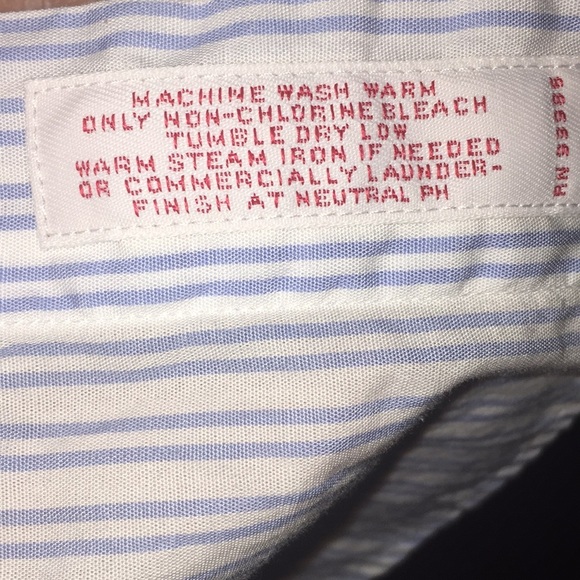 MACHINE WASH WARM
ONLY NON-CHLORINE BLEACH
TUMBLE DRY LOW
WARM STEAM IRON IF NEEDED
OR COMMERCIALLY LAUNDER-
FINISH AT NEUTRAL PH
RN 99995